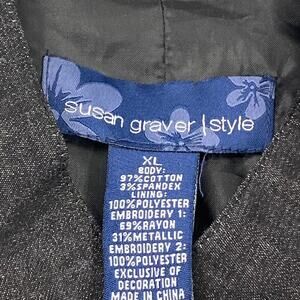 susan graver | style
XL
BODY:
97%COTTON
3%SPANDEX
LINING:
100%POLYESTER
EMBROIDERY 1:
69%RAYON
31%METALLIC
EMBROIDERY 2:
100%POLYESTER
EXCLUSIVE OF
DECORATION
MADE IN CHINA